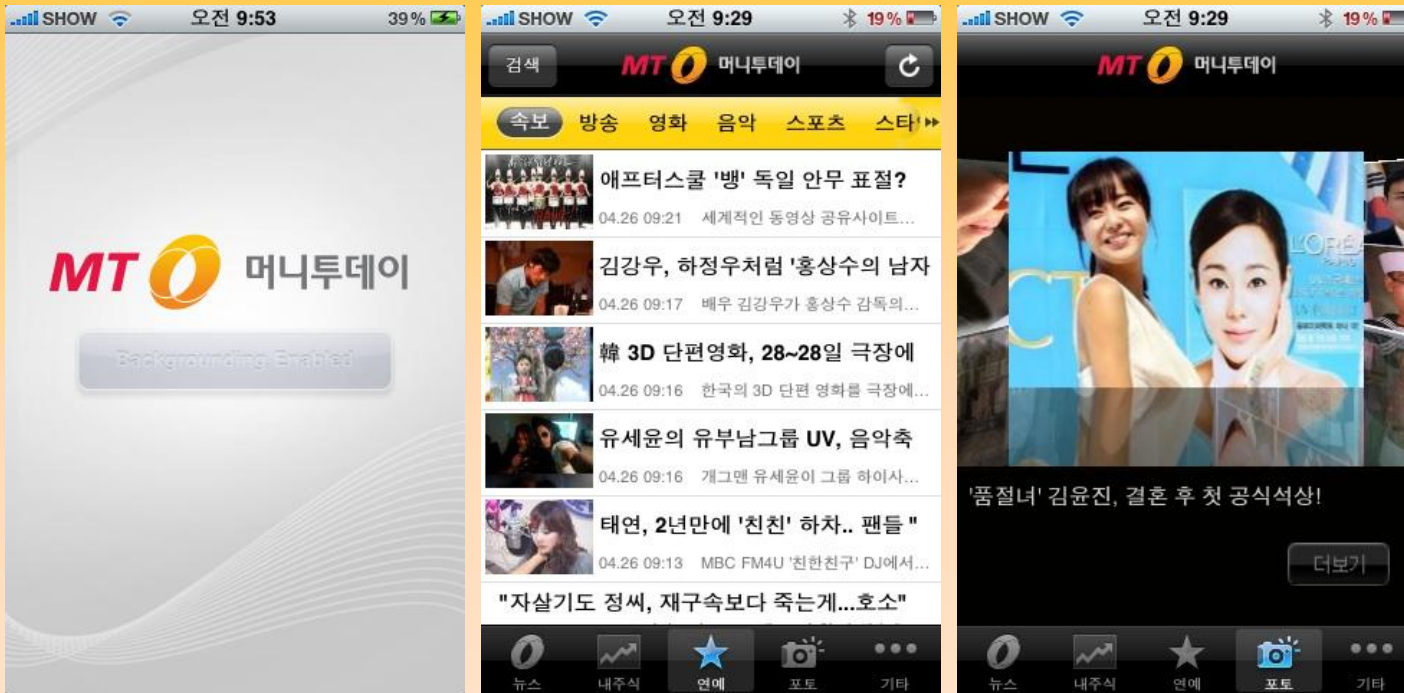 SHOW 오전 9:53 39%
MT 머니투데이
Backgrounding Enabled
SHOW 오전 9:29 19%
검색 MT 머니투데이
속보 방송 영화 음악 스포츠 스타
애프터스쿨 '뱅' 독일 안무 표절?
04.26 09:21 세계적인 동영상 공유사이트...
김강우, 하정우처럼 '홍상수의 남자
04.26 09:17 배우 김강우가 홍상수 감독의...
韓 3D 단편영화, 28~28일 극장에
04.26 09:16 한국의 3D 단편 영화를 극장에...
유세윤의 유부남그룹 UV, 음악축
04.26 09:16 개그맨 유세윤이 그룹 하이사...
태연, 2년만에 '친친' 하차.. 팬들 "
04.26 09:13 MBC FM4U '친한친구' DJ에서...
"자살기도 정씨, 재구속보다 죽는게...호소"
뉴스 내주식 연예 포토 기타
SHOW 오전 9:29 19%
MT 머니투데이
L'ORÉA
CT
'품절녀' 김윤진, 결혼 후 첫 공식석상!
더보기
뉴스 내주식 연예 포토 기타